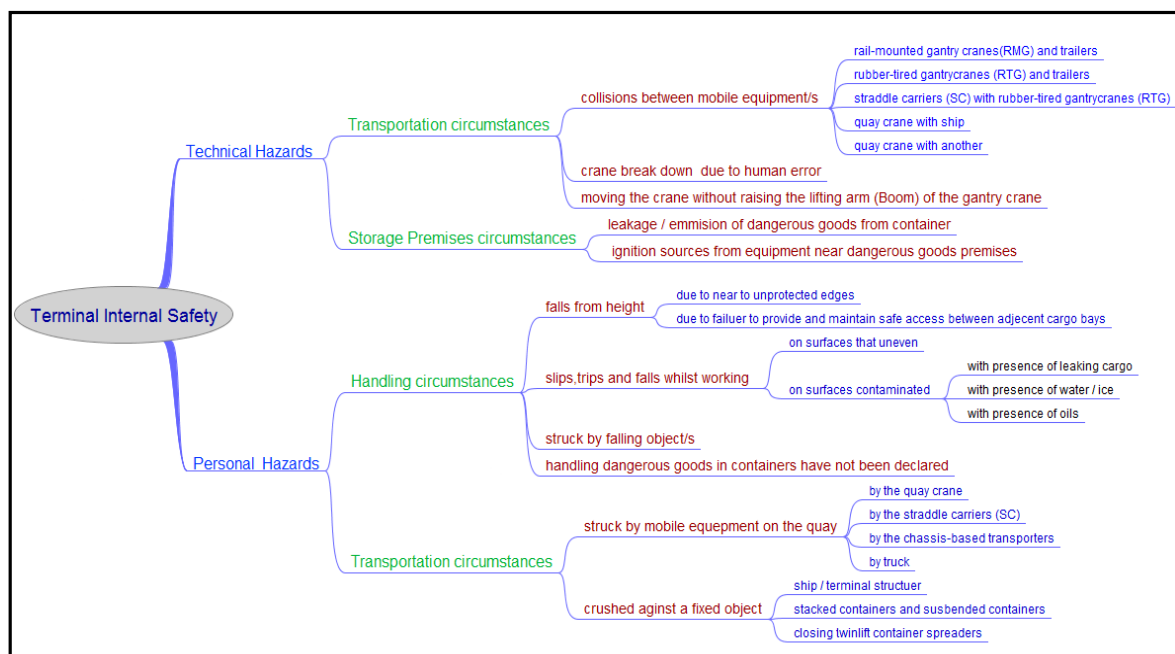 Terminal Internal Safety
Technical Hazards
Transportation circumstances
collisions between mobile equipment/s
rail-mounted gantry cranes(RMG) and trailers
rubber-tired gantrycranes (RTG) and trailers
straddle carriers (SC) with rubber-tired gantrycranes (RTG)
quay crane with ship
quay crane with another
crane break down due to human error
moving the crane without raising the lifting arm (Boom) of the gantry crane
Storage Premises circumstances
leakage / emmision of dangerous goods from container
ignition sources from equipment near dangerous goods premises
Personal Hazards
Handling circumstances
falls from height
due to near to unprotected edges
due to failuer to provide and maintain safe access between adjecent cargo bays
slips,trips and falls whilst working
on surfaces that uneven
on surfaces contaminated
with presence of leaking cargo
with presence of water / ice
with presence of oils
struck by falling object/s
handling dangerous goods in containers have not been declared
Transportation circumstances
struck by mobile equepment on the quay
by the quay crane
by the straddle carriers (SC)
by the chassis-based transporters
by truck
crushed aginst a fixed object
ship / terminal structuer
stacked containers and susbended containers
closing twinlift container spreaders